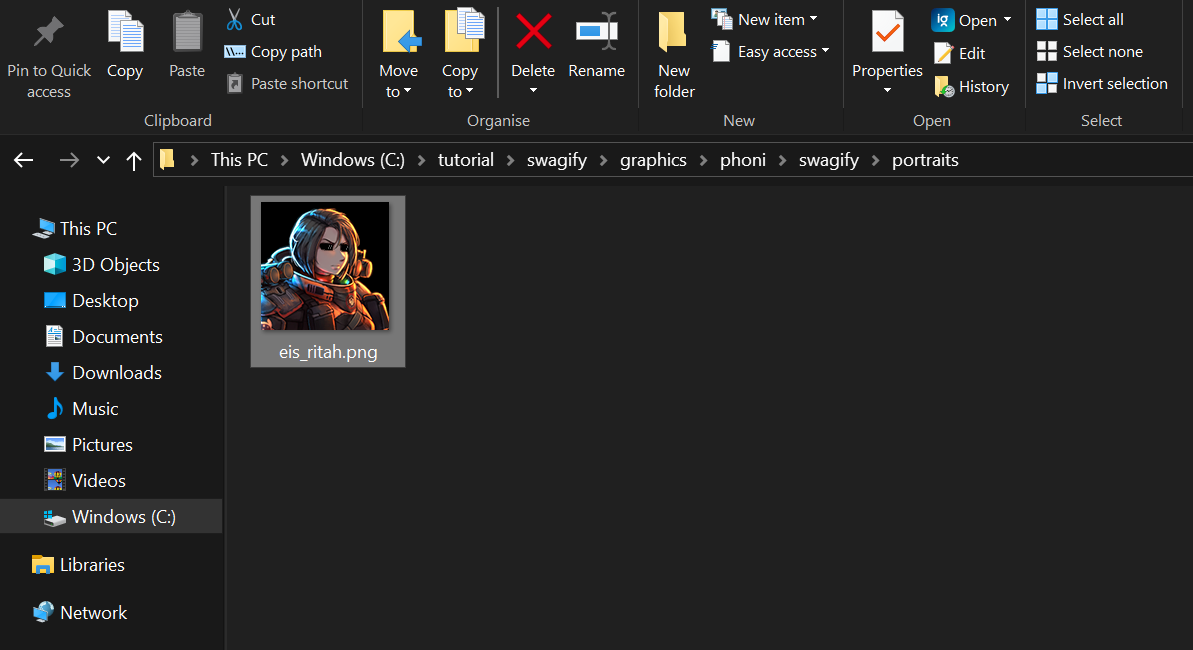 Pin to Quick
access
Copy
Paste
Cut
Copy path
Paste shortcut
Clipboard
Move
to
Copy
to
Delete
Rename
Organise
New
folder
New item
Easy access
New
Properties
Open
Edit
History
Open
Select all
Select none
Invert selection
Select
This PC > Windows (C:) > tutorial > swagify > graphics > phoni > swagify > portraits
This PC
3D Objects
Desktop
Documents
Downloads
Music
Pictures
Videos
Windows (C:)
Libraries
Network
eis_ritah.png